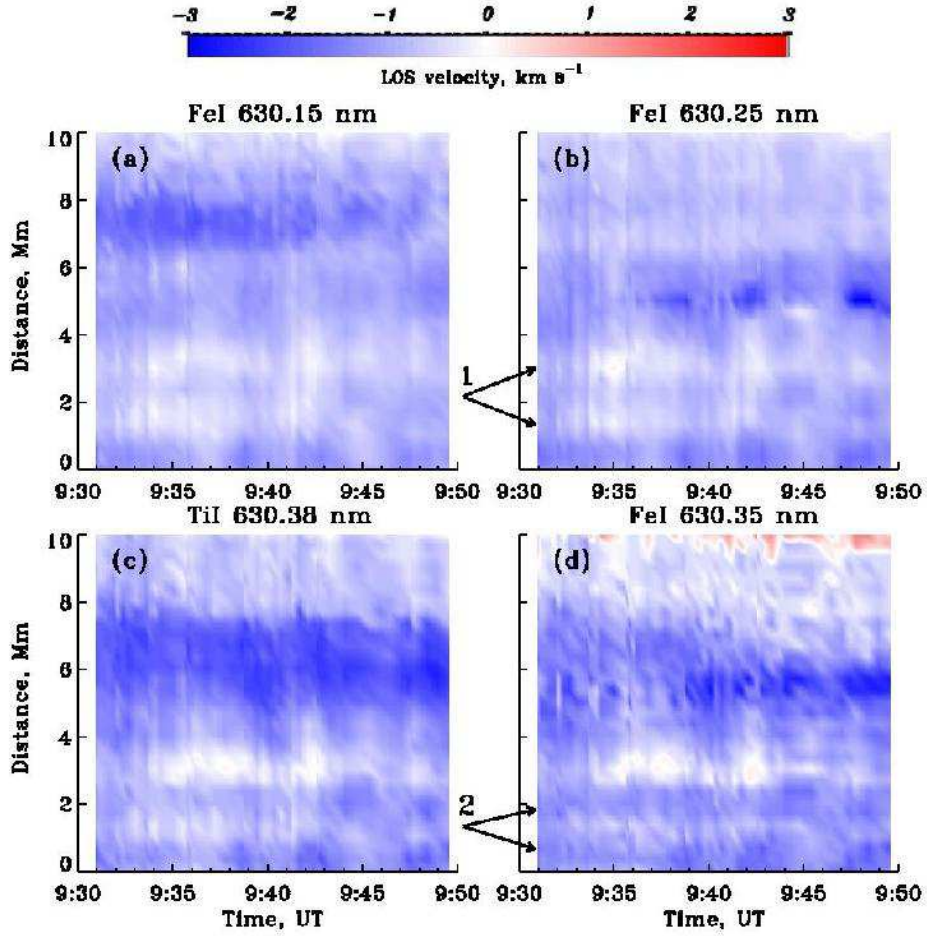 -3 -2 -1 0 1 2 3
LOS velocity, km s⁻¹
FeI 630.15 nm
FeI 630.25 nm
10
8
6
4
2
0
Distance, Mm
(a)
(b)
1
9:30 9:35 9:40 9:45 9:50
9:30 9:35 9:40 9:45 9:50
TiI 630.38 nm
FeI 630.35 nm
10
8
6
4
2
0
Distance, Mm
(c)
(d)
2
9:30 9:35 9:40 9:45 9:50
9:30 9:35 9:40 9:45 9:50
Time, UT
Time, UT